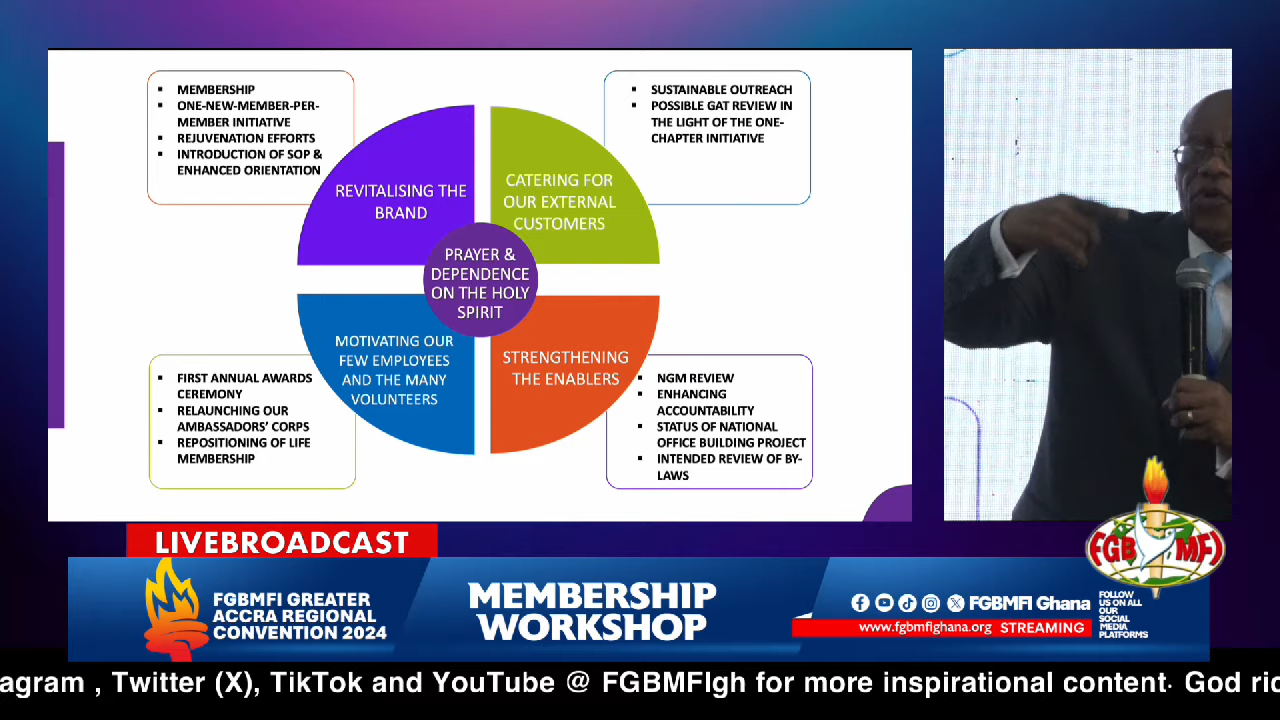 MEMBERSHIP
ONE-NEW-MEMBER-PER-
MEMBER INITIATIVE
REJUVENATION EFFORTS
INTRODUCTION OF SOP &
ENHANCED ORIENTATION
SUSTAINABLE OUTREACH
POSSIBLE GAT REVIEW IN
THE LIGHT OF THE ONE-
CHAPTER INITIATIVE
REVITALISING THE
BRAND
CATERING FOR
OUR EXTERNAL
CUSTOMERS
PRAYER &
DEPENDENCE
ON THE HOLY
SPIRIT
MOTIVATING OUR
FEW EMPLOYEES
AND THE MANY
VOLUNTEERS
STRENGTHENING
THE ENABLERS
FIRST ANNUAL AWARDS
CEREMONY
RELAUNCHING OUR
AMBASSADORS' CORPS
REPOSITIONING OF LIFE
MEMBERSHIP
NGM REVIEW
ENHANCING
ACCOUNTABILITY
STATUS OF NATIONAL
OFFICE BUILDING PROJECT
INTENDED REVIEW OF BY-
LAWS
LIVEBROADCAST
FGBMFI GREATER
ACCRA REGIONAL
CONVENTION 2024
MEMBERSHIP
WORKSHOP
FGBMFI Ghana
www.fgbmfighana.org STREAMING
FGB MFI
FOLLOW
US ON ALL
OUR
SOCIAL
MEDIA
PLATFORMS
agram , Twitter (X), TikTok and YouTube @ FGBMFIgh for more inspirational content· God ric